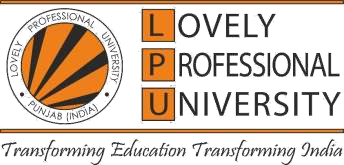 LOVELY PROFESSIONAL UNIVERSITY
• PUNJAB (INDIA) •
LOVELY
PROFESSIONAL
UNIVERSITY
Transforming Education Transforming India